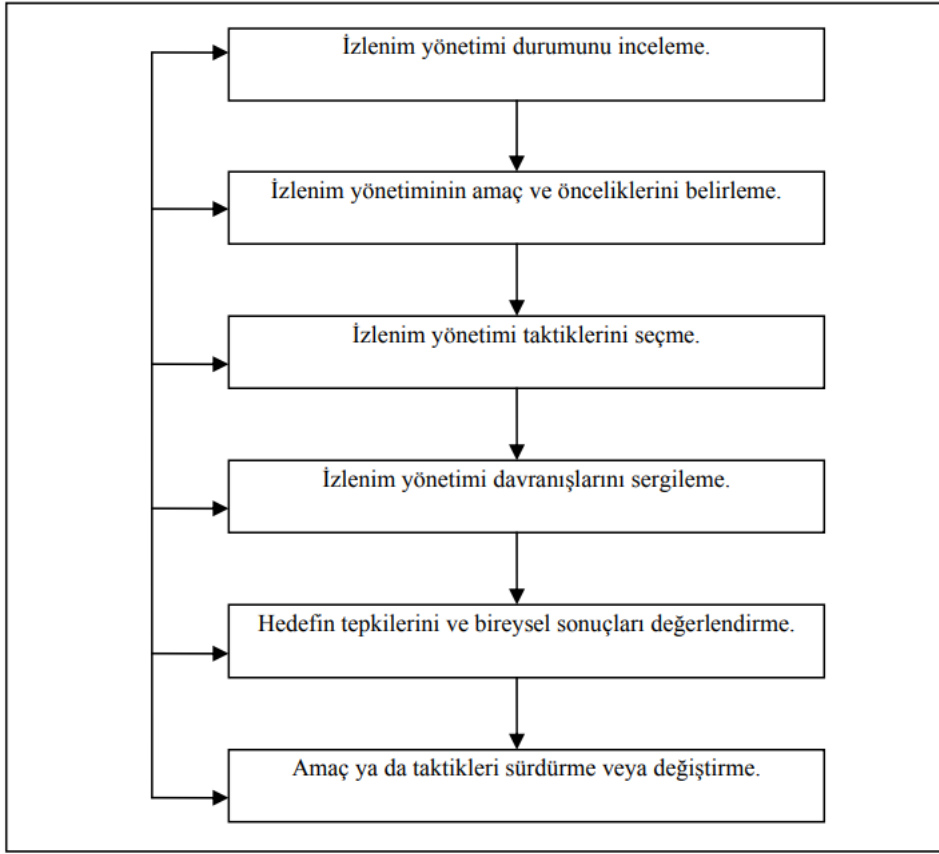 İzlenim yönetimi durumunu inceleme.
İzlenim yönetiminin amaç ve önceliklerini belirleme.
İzlenim yönetimi taktiklerini seçme.
İzlenim yönetimi davranışlarını sergileme.
Hedefin tepkilerini ve bireysel sonuçları değerlendirme.
Amaç ya da taktikleri sürdürme veya değiştirme.